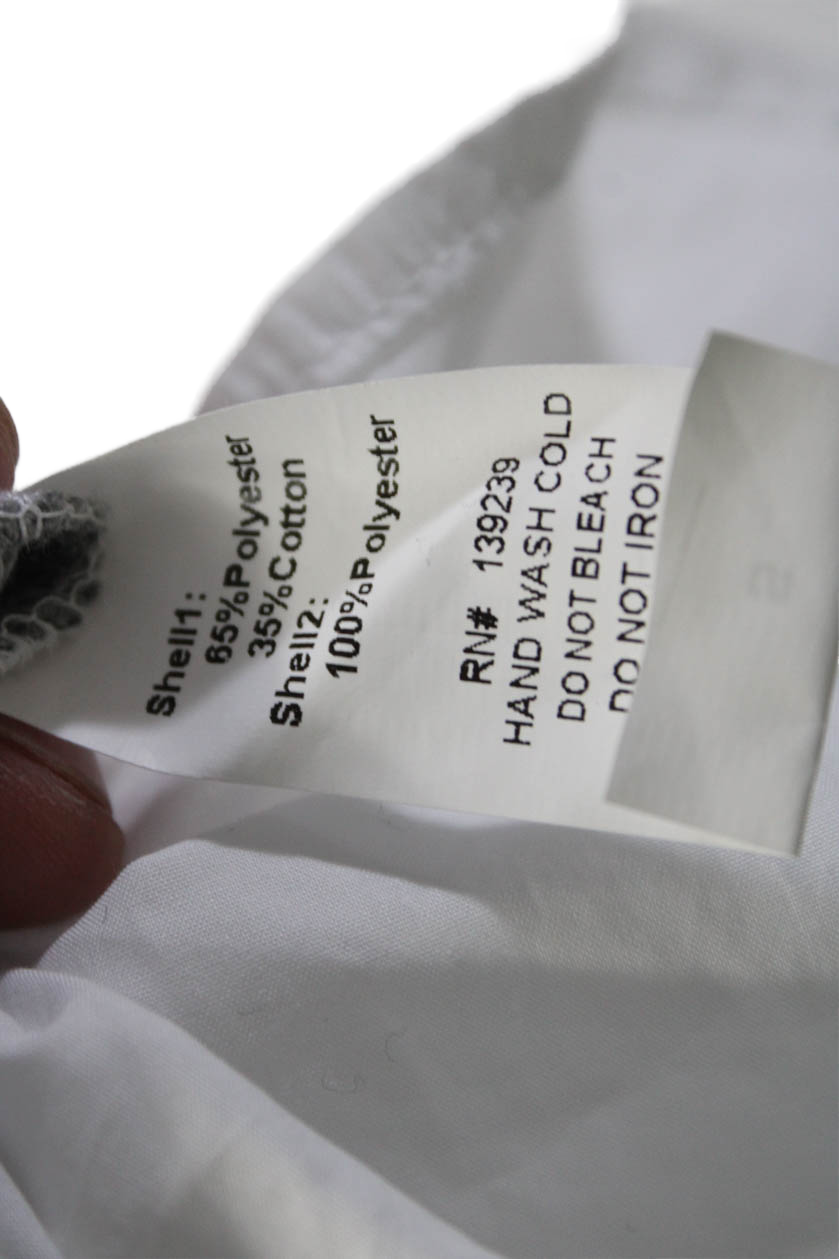 Shell1:
65%Polyester
35%Cotton
Shell2:
100%Polyester
RN# 139239
HAND WASH COLD
DO NOT BLEACH
DO NOT IRON